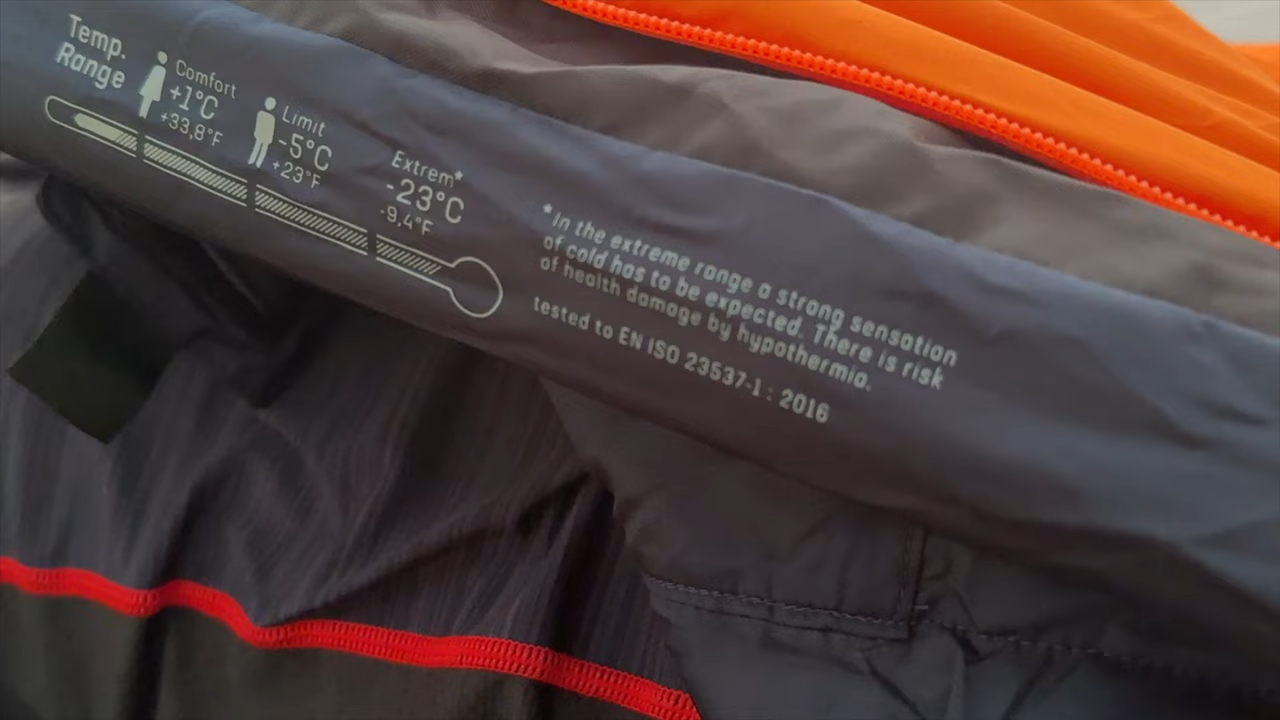 Temp.
Range
Comfort
+1°C
+33,8°F
Limit
-5°C
+23°F
Extrem*
-23°C
-9,4°F
*In the extreme range a strong sensation
of cold has to be expected. There is risk
of health damage by hypothermia.
tested to EN ISO 23537-1 : 2016